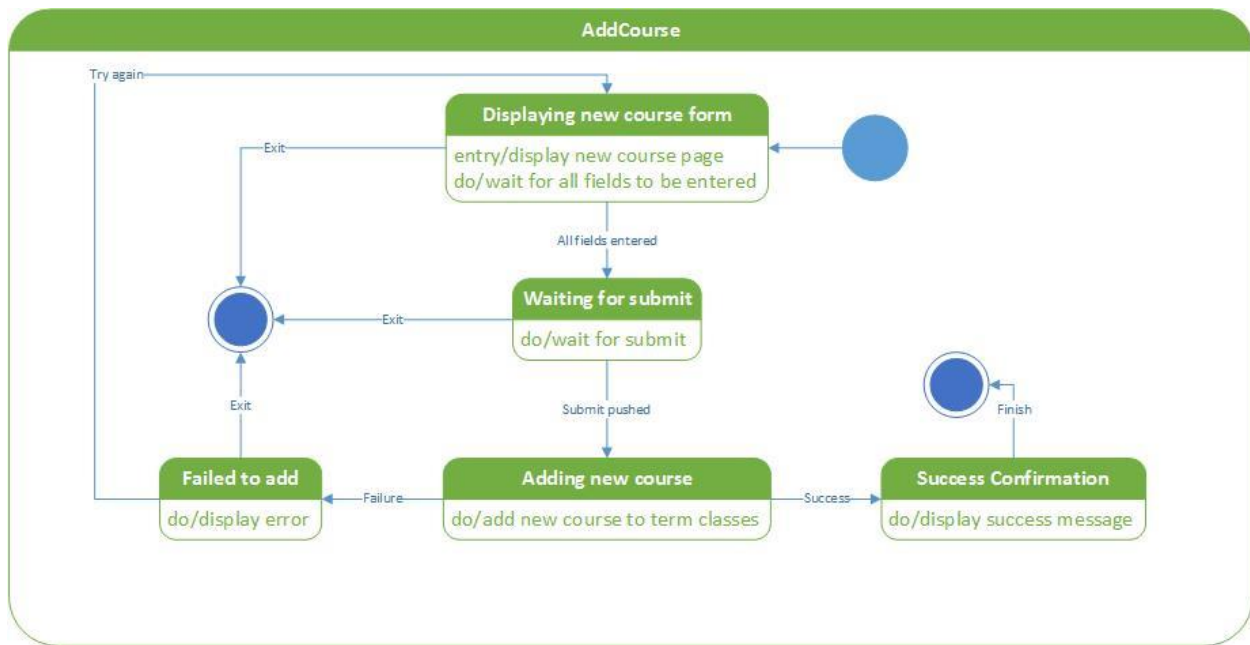 AddCourse
Try again
Displaying new course form
entry/display new course page
do/wait for all fields to be entered
Exit
All fields entered
Waiting for submit
do/wait for submit
Exit
Exit
Submit pushed
Finish
Failed to add
do/display error
Failure
Adding new course
do/add new course to term classes
Success
Success Confirmation
do/display success message